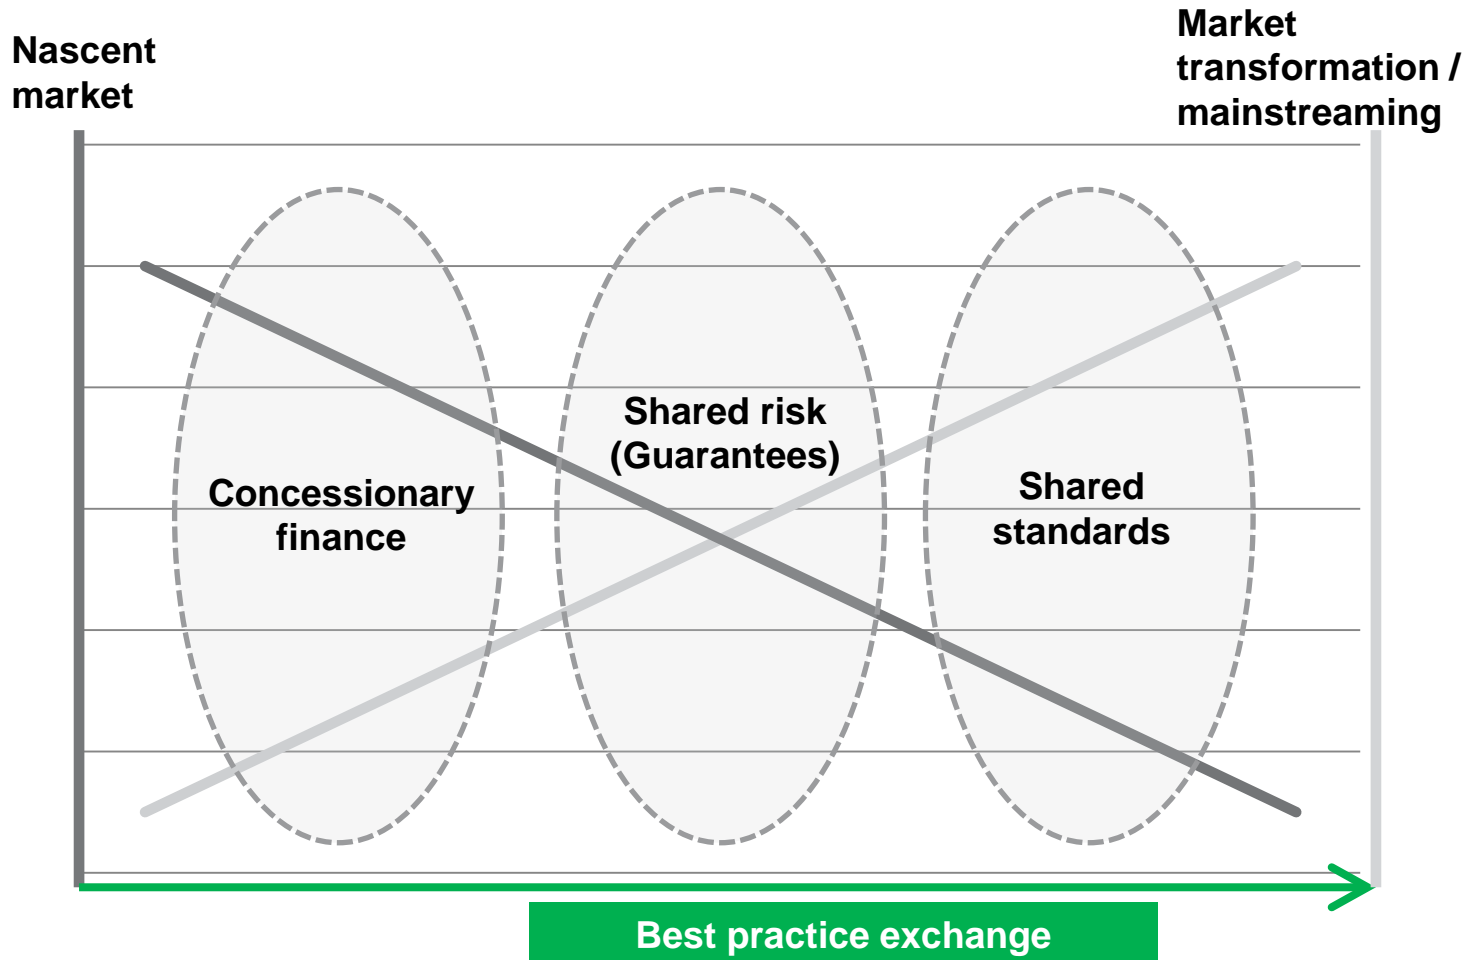 Nascent
market
Market
transformation /
mainstreaming
Concessionary
finance
Shared risk
(Guarantees)
Shared
standards
Best practice exchange